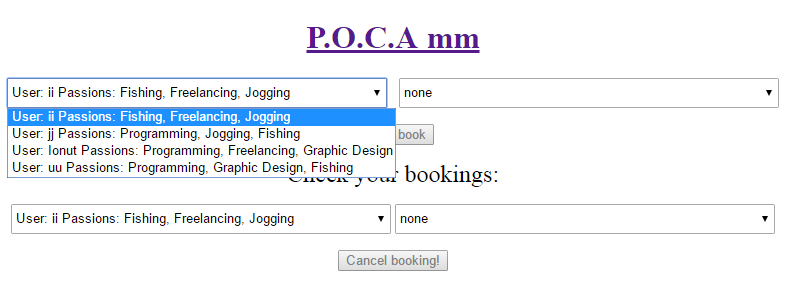 P.O.C.A mm
User: ii Passions: Fishing, Freelancing, Jogging
none
User: ii Passions: Fishing, Freelancing, Jogging
User: jj Passions: Programming, Jogging, Fishing
book
User: Ionut Passions: Programming, Freelancing, Graphic Design
User: uu Passions: Programming, Graphic Design, Fishing
Check your bookings:
User: ii Passions: Fishing, Freelancing, Jogging
none
Cancel booking!